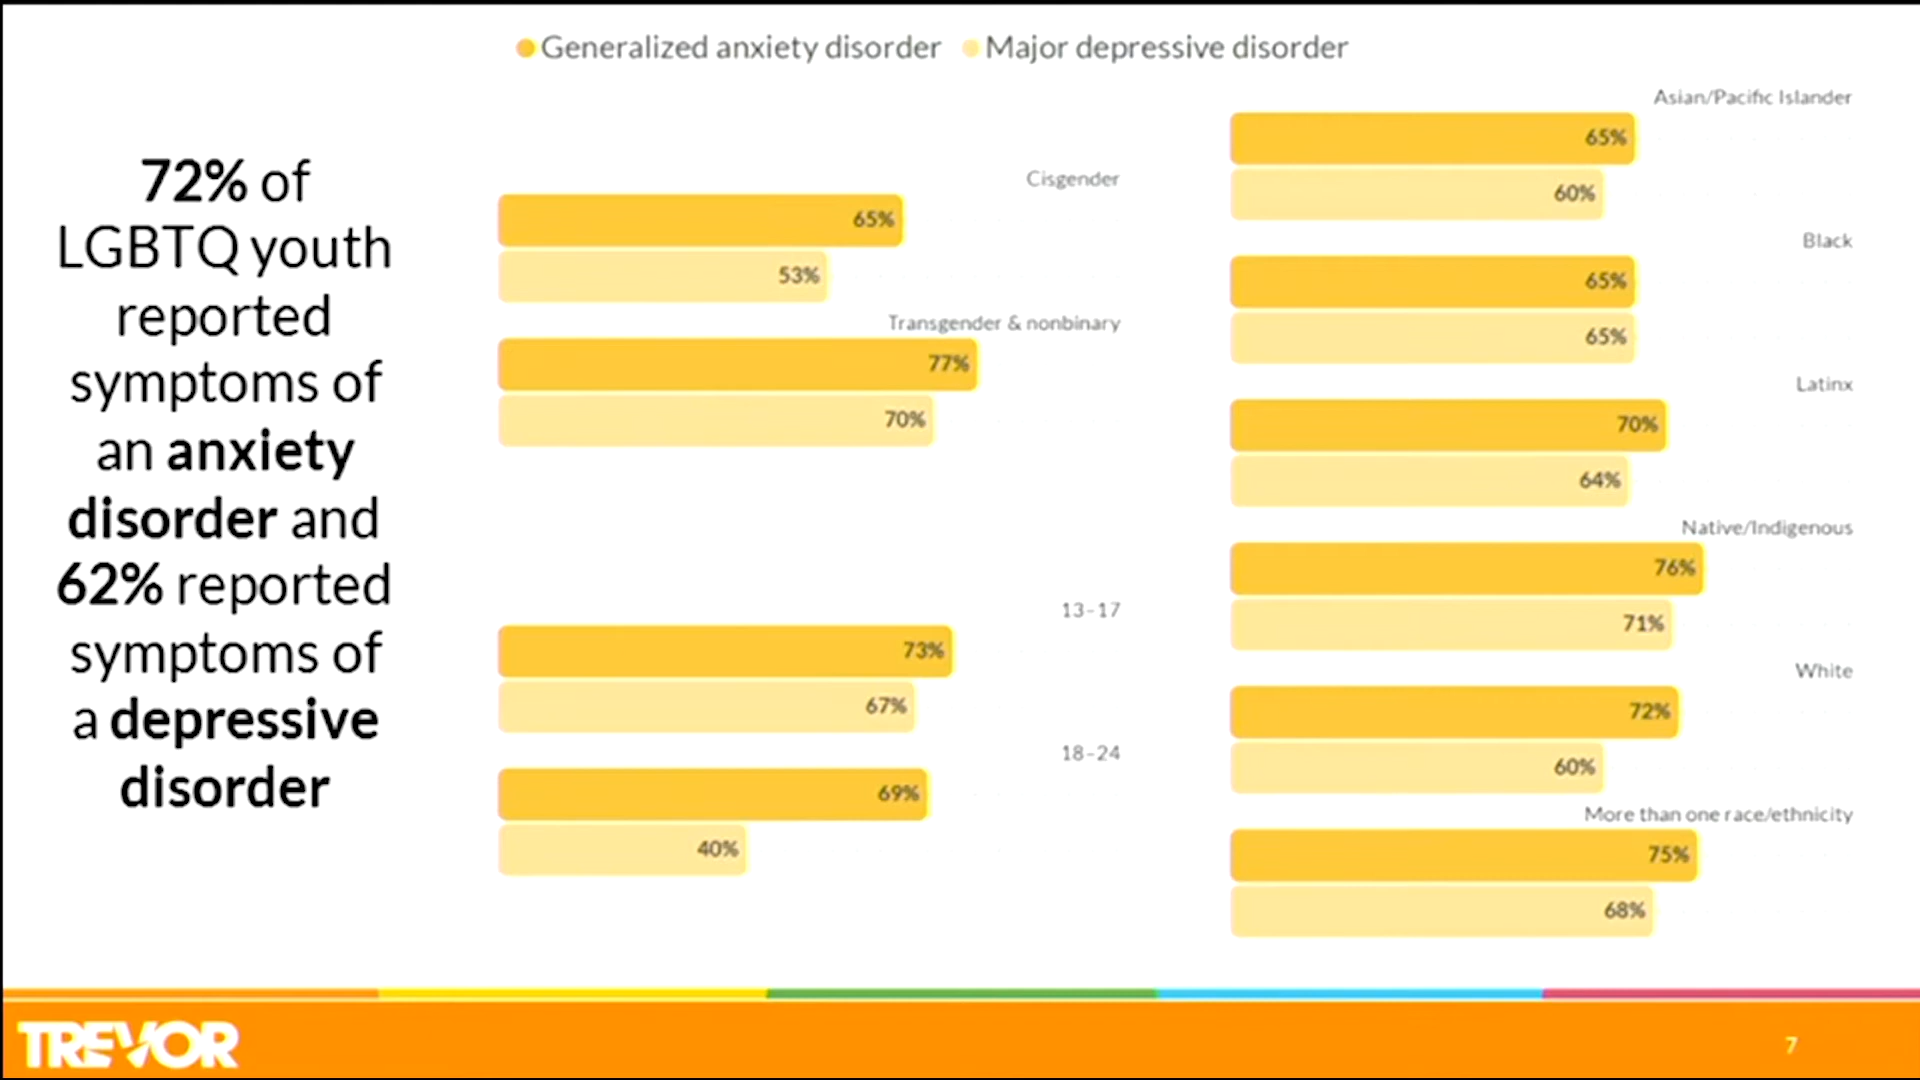 Generalized anxiety disorder Major depressive disorder
72% of
LGBTQ youth
reported
symptoms of
an anxiety
disorder and
62% reported
symptoms of
a depressive
disorder
Cisgender
65%
53%
Transgender & nonbinary
77%
70%
13-17
73%
67%
18-24
69%
40%
Asian/Pacific Islander
65%
60%
Black
65%
65%
Latinx
70%
64%
Native/Indigenous
76%
71%
White
72%
60%
More than one race/ethnicity
75%
68%
TREVOR
7